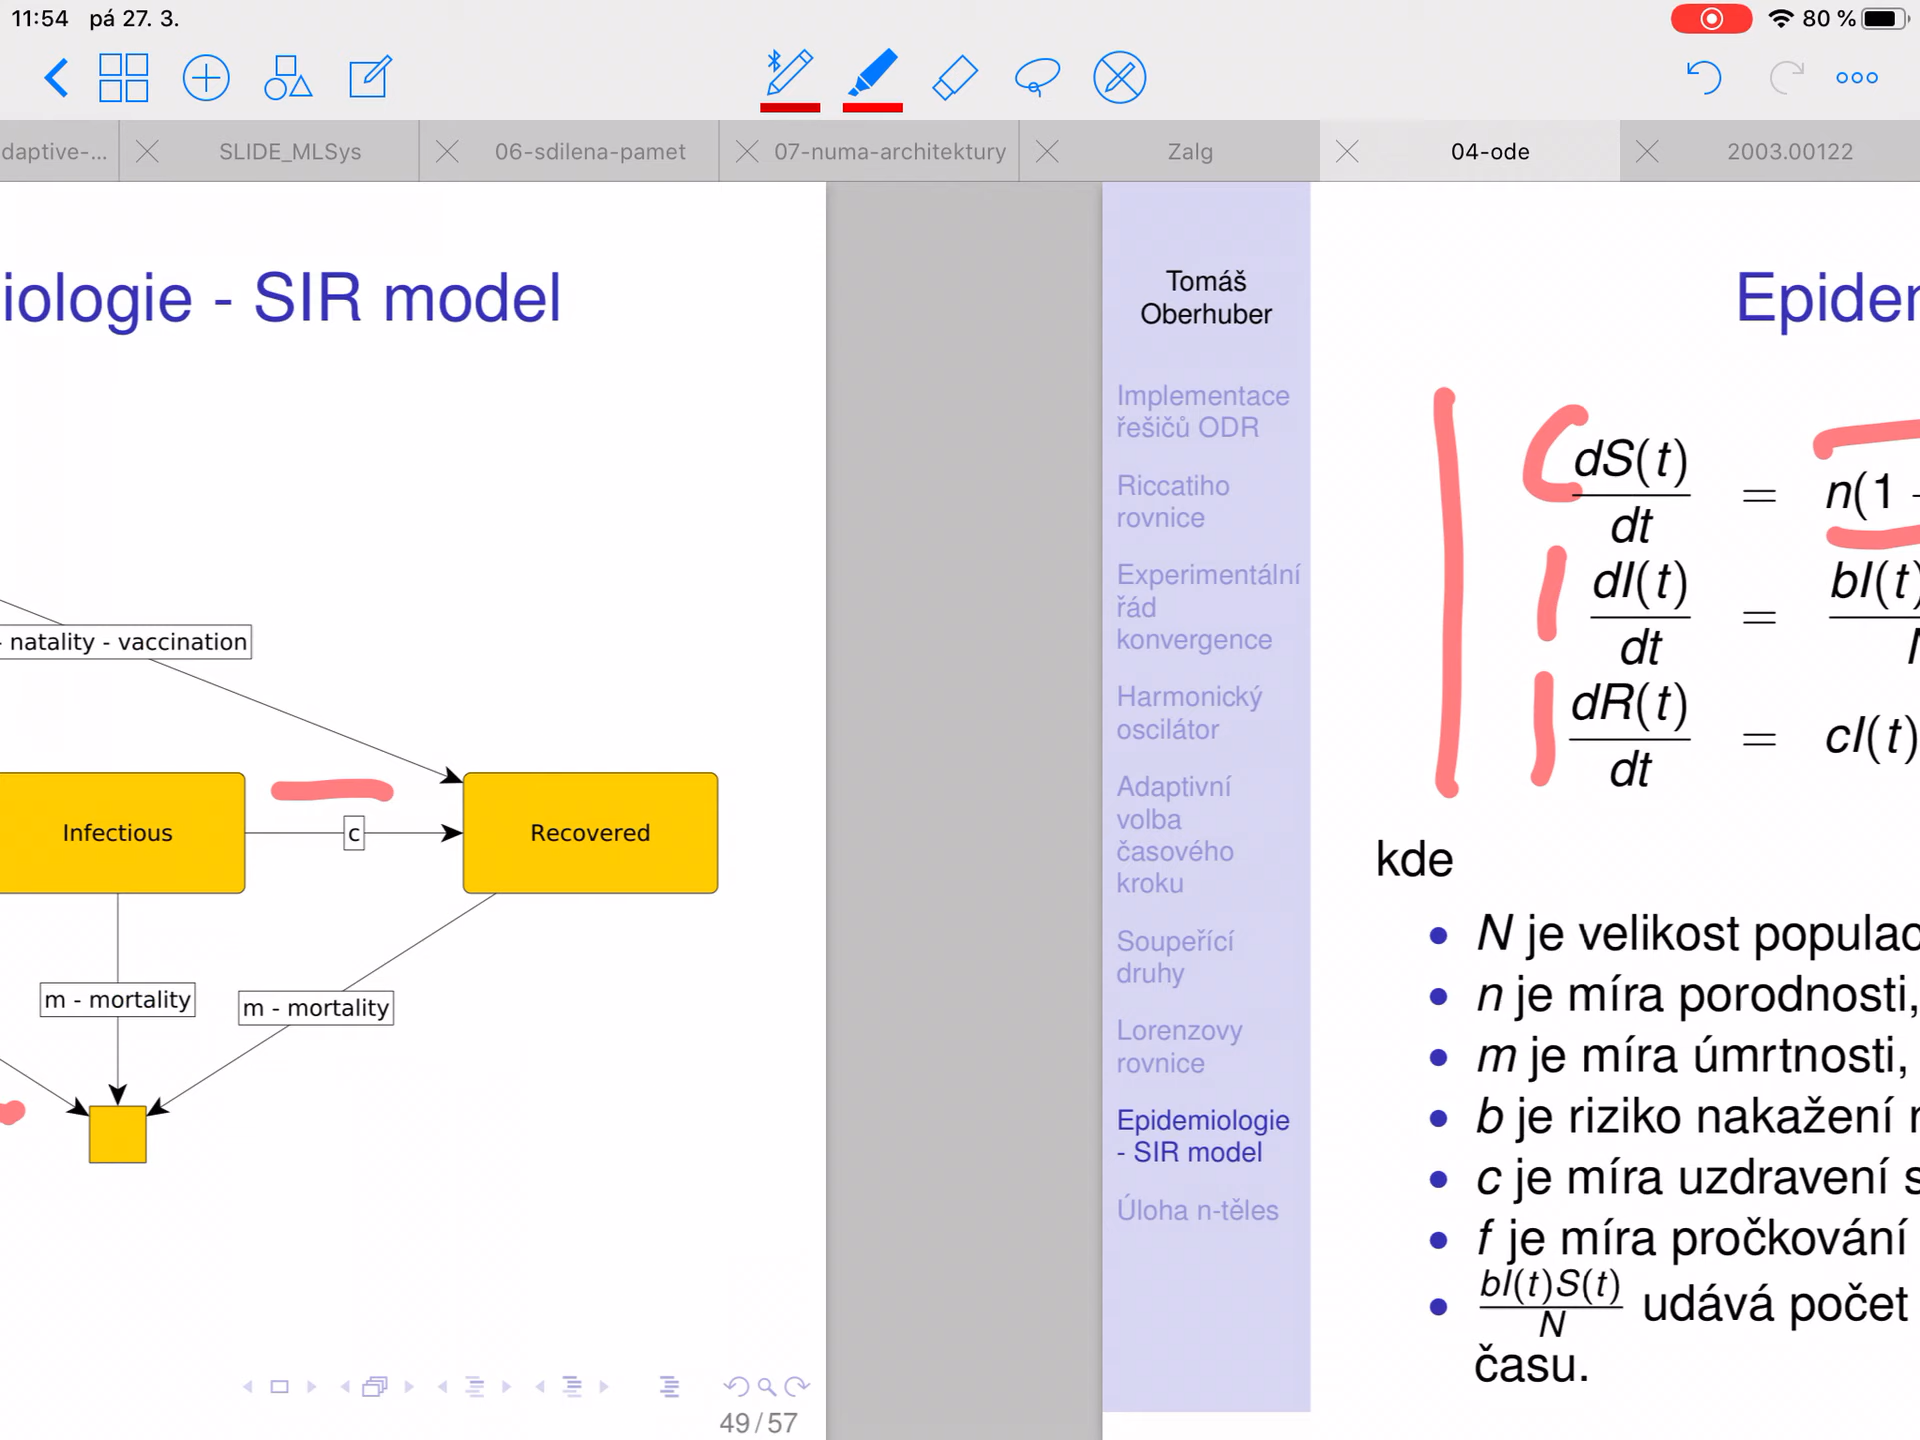 11:54 pá 27. 3.
80 %
daptive-...
SLIDE_MLSys
06-sdilena-pamet
07-numa-architektury
Zalg
04-ode
2003.00122
iologie - SIR model
- natality - vaccination
Infectious
c
Recovered
m - mortality
m - mortality
49 / 57
Tomáš
Oberhuber
Implementace
řešičů ODR
Riccatiho
rovnice
Experimentální
řád
konvergence
Harmonický
oscilátor
Adaptivní
volba
časového
kroku
Soupeřící
druhy
Lorenzovy
rovnice
Epidemiologie
- SIR model
Úloha n-těles
Epider
dS(t)/dt = n(1 -
dI(t)/dt = bI(t)
dR(t)/dt = cI(t)
kde
N je velikost populac
n je míra porodnosti,
m je míra úmrtnosti,
b je riziko nakažení
c je míra uzdravení s
f je míra pročkování
bI(t)S(t)/N udává počet
času.